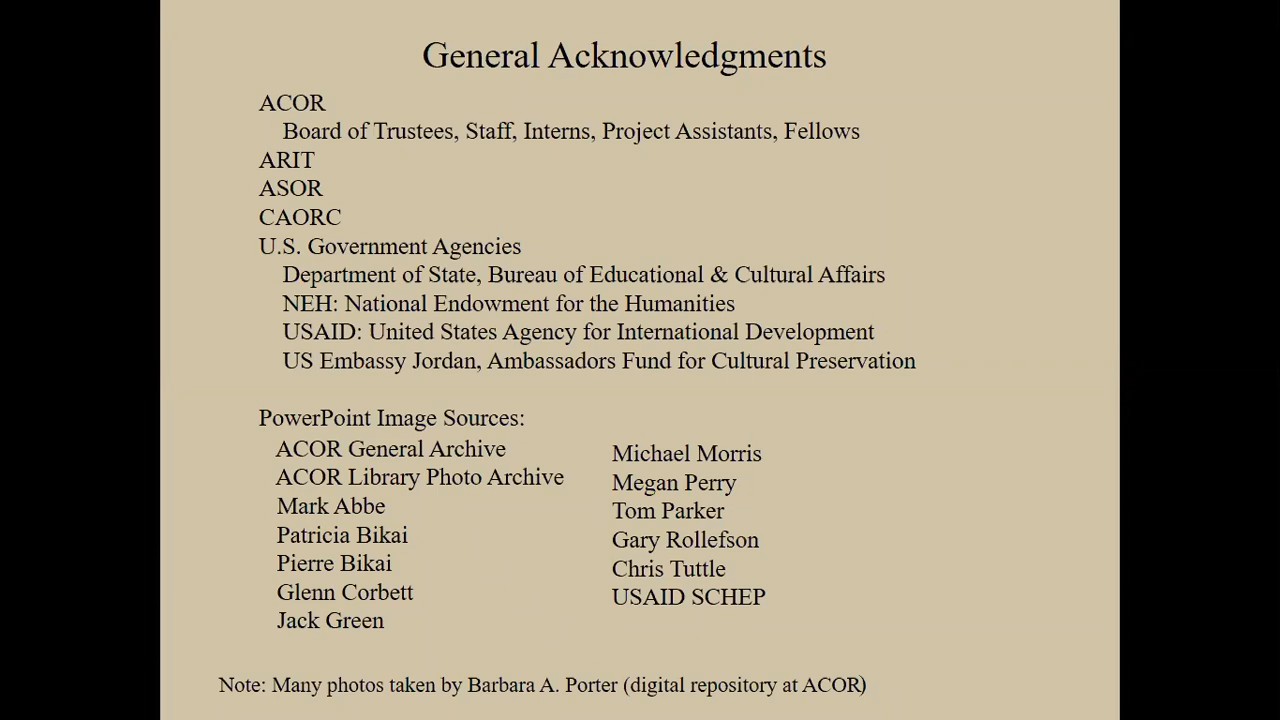 General Acknowledgments
ACOR
Board of Trustees, Staff, Interns, Project Assistants, Fellows
ARIT
ASOR
CAORC
U.S. Government Agencies
Department of State, Bureau of Educational & Cultural Affairs
NEH: National Endowment for the Humanities
USAID: United States Agency for International Development
US Embassy Jordan, Ambassadors Fund for Cultural Preservation
PowerPoint Image Sources:
ACOR General Archive
ACOR Library Photo Archive
Mark Abbe
Patricia Bikai
Pierre Bikai
Glenn Corbett
Jack Green
Michael Morris
Megan Perry
Tom Parker
Gary Rollefson
Chris Tuttle
USAID SCHEP
Note: Many photos taken by Barbara A. Porter (digital repository at ACOR)